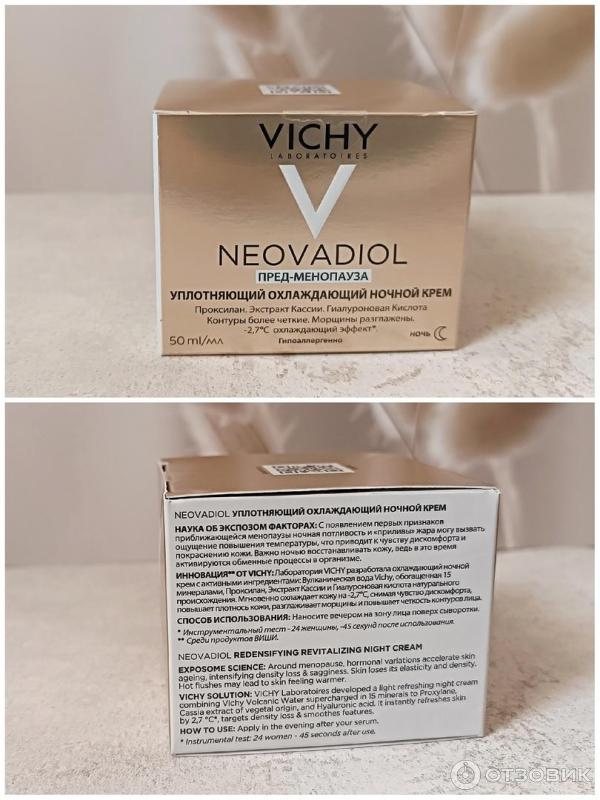 VICHY
LABORATOIRES
NEOVADIOL
ПРЕД-МЕНОПАУЗА
УПЛОТНЯЮЩИЙ ОХЛАЖДАЮЩИЙ НОЧНОЙ КРЕМ
Проксилан. Экстракт Кассии. Гиалуроновая Кислота
Контуры более четкие. Морщины разглажены.
-2,7°C охлаждающий эффект*.
50 ml/мл
Гипоаллергенно
НОЧЬ
NEOVADIOL УПЛОТНЯЮЩИЙ ОХЛАЖДАЮЩИЙ НОЧНОЙ КРЕМ
НАУКА ОБ ЭКСПОЗОМ ФАКТОРАХ: С появлением первых признаков
приближающейся менопаузы ночная потливость и «приливы» жара могу вызвать
ощущение повышения температуры, что приводит к чувству дискомфорта и
покраснению кожи. Важно ночью восстанавливать кожу, ведь в это время
активируются обменные процессы в организме.
ИННОВАЦИЯ** ОТ VICHY: Лаборатория VICHY разработала охлаждающий ночной
крем с активными ингредиентами: Вулканическая вода Vichy, обогащенная 15
минералами, Проксилан, Экстракт Кассии и Гиалуроновая кислота натурального
происхождения. Мгновенно охлаждает кожу на -2,7°C, снимая чувство дискомфорта,
повышает плотность кожи, разглаживает морщины и повышает четкость контуров лица.
СПОСОБ ИСПОЛЬЗОВАНИЯ: Наносите вечером на зону лица поверх сыворотки.
* Инструментальный тест - 24 женщины, -45 секунд после использования.
** Среди продуктов ВИШИ.
NEOVADIOL REDENSIFYING REVITALIZING NIGHT CREAM
EXPOSOME SCIENCE: Around menopause, hormonal variations accelerate skin
ageing, intensifying density loss & sagginess. Skin loses its elasticity and density.
Hot flushes may lead to skin feeling warmer.
VICHY SOLUTION: VICHY Laboratoires developed a light refreshing night cream
combining Vichy Volcanic Water supercharged in 15 minerals to Proxylane,
Cassia extract of vegetal origin, and Hyaluronic acid. It instantly refreshes skin
by 2,7 °C*, targets density loss & smoothes features.
HOW TO USE: Apply in the evening after your serum.
* Instrumental test: 24 women - 45 seconds after use.
ОТЗОВИК